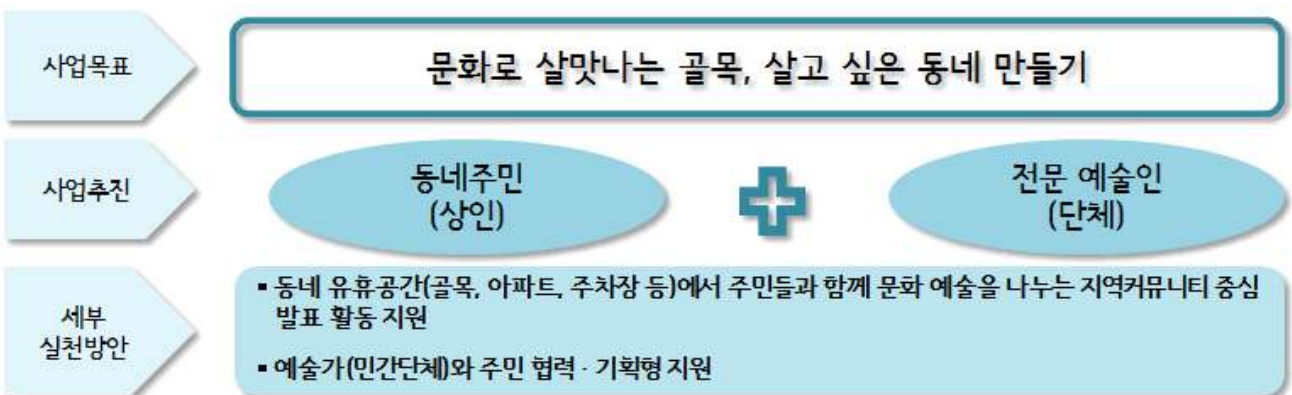 사업목표
문화로 살맛나는 골목, 살고 싶은 동네 만들기
사업추진
동네주민
(상인)
전문 예술인
(단체)
세부
실천방안
▪ 동네 유휴공간(골목, 아파트, 주차장 등)에서 주민들과 함께 문화 예술을 나누는 지역커뮤니티 중심
발표 활동 지원
▪ 예술가(민간단체)와 주민 협력 · 기획형 지원